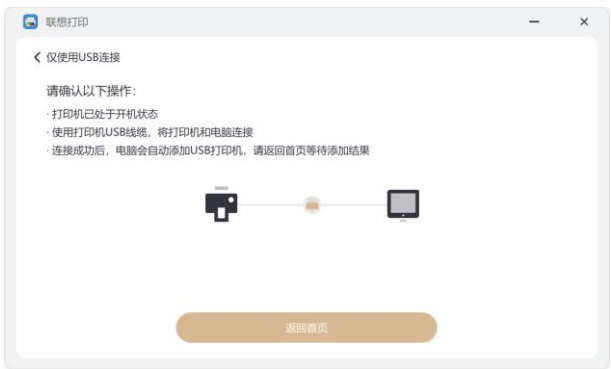 联想打印
仅使用USB连接
请确认以下操作：
· 打印机已处于开机状态
· 使用打印机USB线缆，将打印机和电脑连接
· 连接成功后，电脑会自动添加USB打印机，请返回首页等待添加结果
返回首页